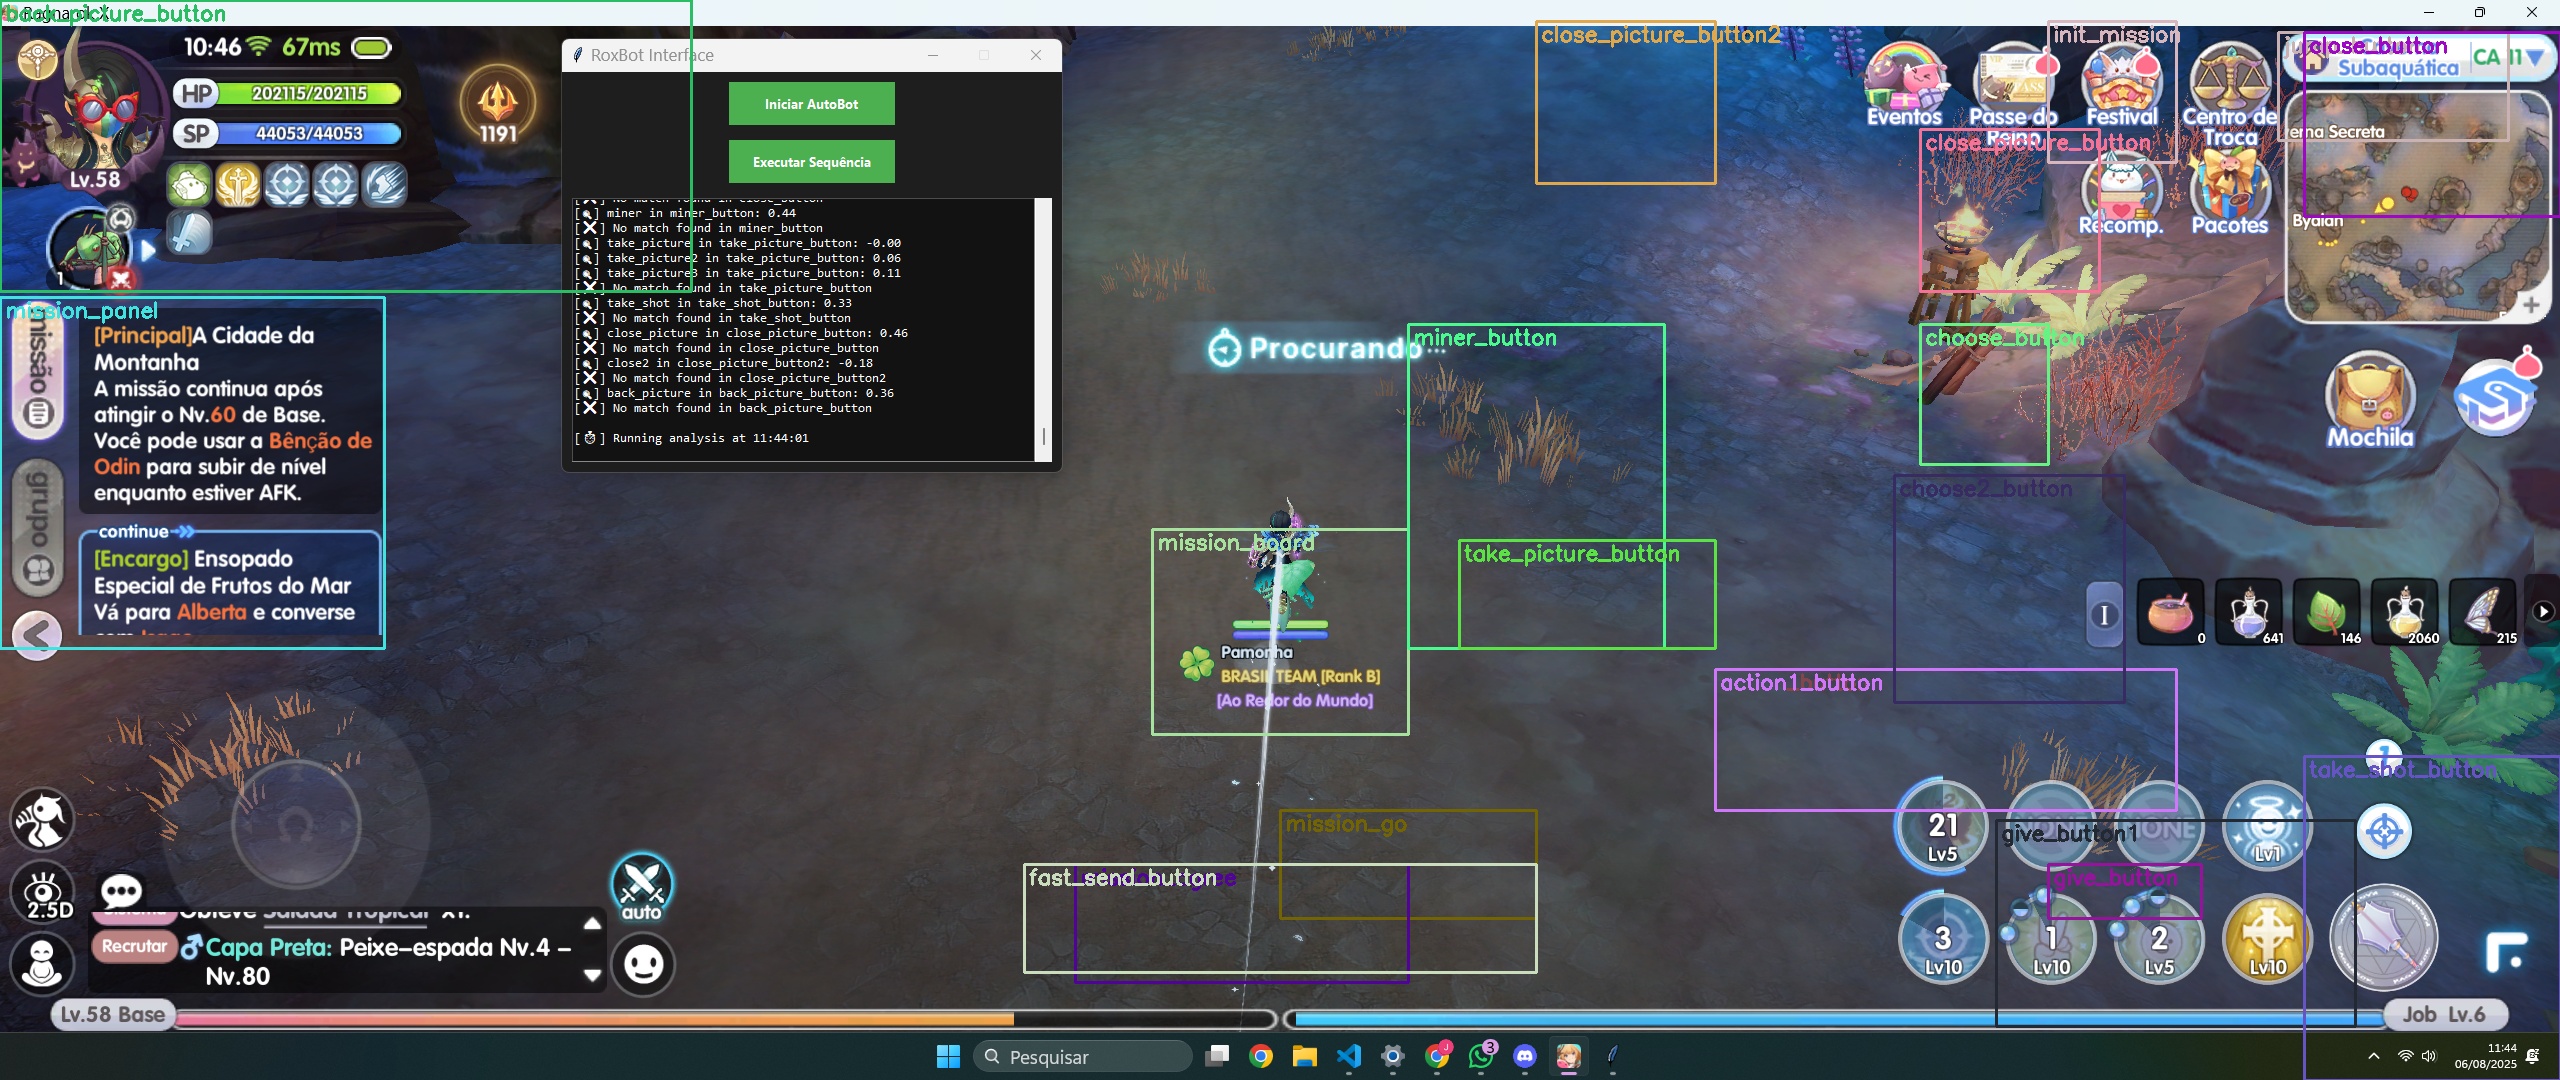 Ragnarok X
back_picture_button
10:46
67ms
HP
202115/202115
SP
44053/44053
1191
Lv.58
1
RoxBot Interface
Iniciar AutoBot
Executar Sequência
No match found in close_button
miner in miner_button: 0.44
No match found in miner_button
take_picture in take_picture_button: -0.00
take_picture2 in take_picture_button: 0.06
take_picture3 in take_picture_button: 0.11
No match found in take_picture_button
take_shot in take_shot_button: 0.33
No match found in take_shot_button
close_picture in close_picture_button: 0.46
No match found in close_picture_button
close2 in close_picture_button2: -0.18
No match found in close_picture_button2
back_picture in back_picture_button: 0.36
No match found in back_picture_button
Running analysis at 11:44:01
close_picture_button2
init_mission
close_button
Subaquática
CA 11
Eventos
Passe do
Reino
Festival
Centro de
Troca
close_picture_button
Recomp.
Pacotes
erna Secreta
Byalan
mission_panel
missão
[Principal]A Cidade da
Montanha
A missão continua após
atingir o Nv.60 de Base.
Você pode usar a Bênção de
Odin para subir de nível
enquanto estiver AFK.
grupo
continue
[Encargo] Ensopado
Especial de Frutos do Mar
Vá para Alberta e converse
Procurando...
miner_button
choose_button
Mochila
choose2_button
mission_board
take_picture_button
Pamonha
BRASIL TEAM [Rank B]
[Ao Redor do Mundo]
I
0
641
146
2060
215
action1_button
take_shot_button
mission_go
fast_send_button
give_button1
give_button
21
Lv5
Lv1
3
Lv10
1
Lv10
2
Lv5
Lv10
2.5D
auto
Sistema
Obteve Salada Tropical x1.
Recrutar
Capa Preta: Peixe-espada Nv.4 –
Nv.80
Lv.58 Base
Job Lv.6
Pesquisar
3
11:44
06/08/2025